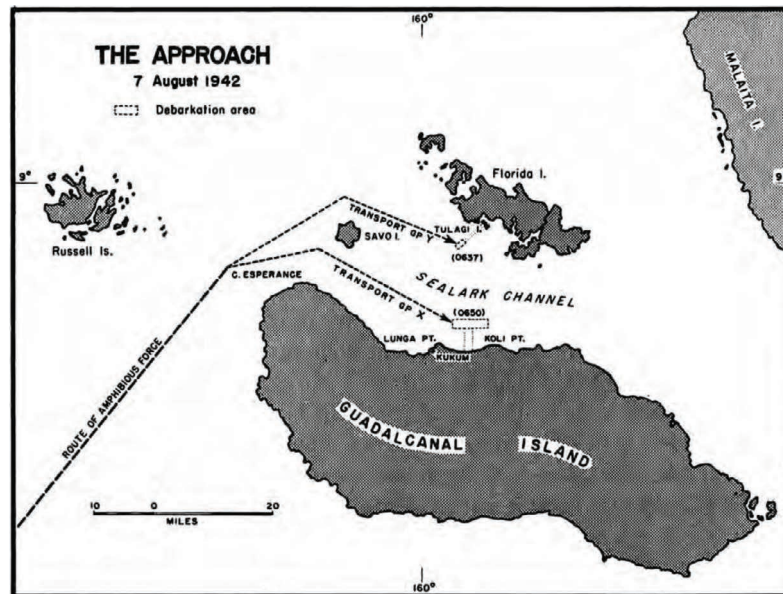 160°
THE APPROACH
7 August 1942
Debarkation area
MALAITA I.
9°
9
Florida I.
TRANSPORT GP Y
TULAGI I.
SAVO I.
(0637)
Russell Is.
C. ESPERANCE
SEALARK CHANNEL
TRANSPORT GP X
(0650)
LUNGA PT.
KOLI PT.
KUKUM
ROUTE OF AMPHIBIOUS FORCE
GUADALCANAL ISLAND
10 0 20
MILES
160°